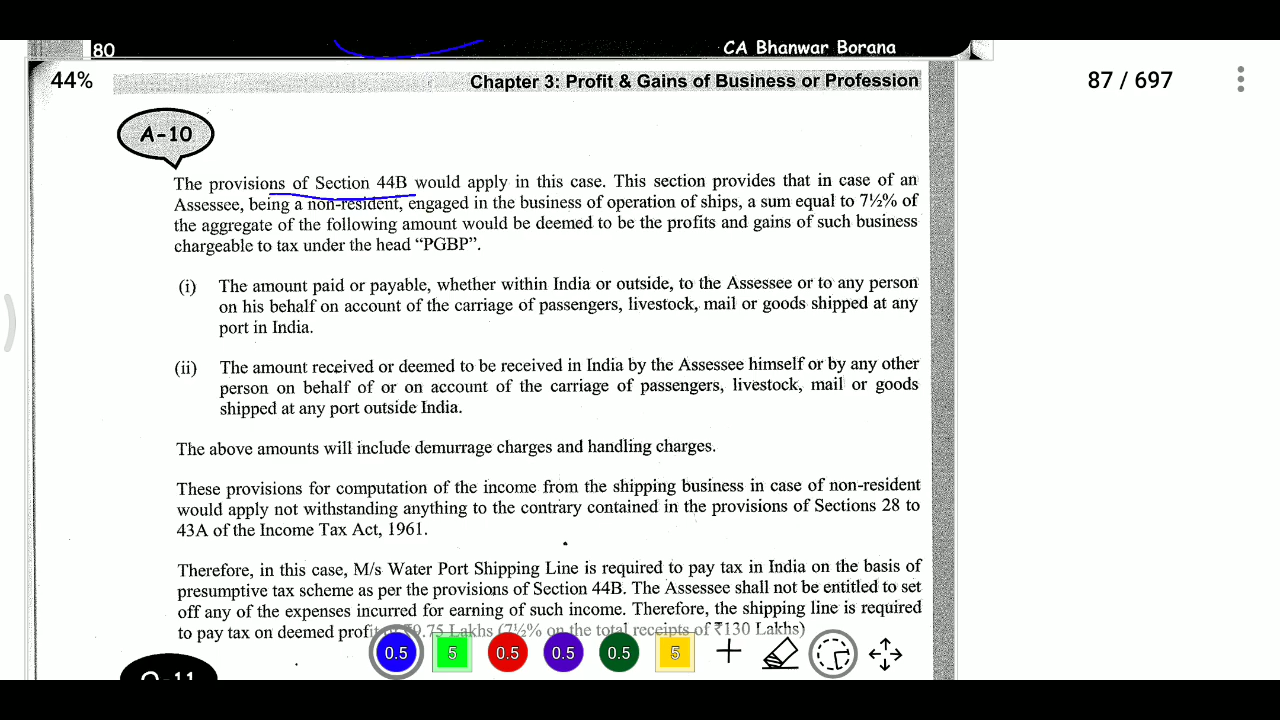 80
CA Bhanwar Borana
44%
Chapter 3: Profit & Gains of Business or Profession
87 / 697
A-10
The provisions of Section 44B would apply in this case. This section provides that in case of an
Assessee, being a non-resident, engaged in the business of operation of ships, a sum equal to 7½% of
the aggregate of the following amount would be deemed to be the profits and gains of such business
chargeable to tax under the head “PGBP”.
(i) The amount paid or payable, whether within India or outside, to the Assessee or to any person
on his behalf on account of the carriage of passengers, livestock, mail or goods shipped at any
port in India.
(ii) The amount received or deemed to be received in India by the Assessee himself or by any other
person on behalf of or on account of the carriage of passengers, livestock, mail or goods
shipped at any port outside India.
The above amounts will include demurrage charges and handling charges.
These provisions for computation of the income from the shipping business in case of non-resident
would apply not withstanding anything to the contrary contained in the provisions of Sections 28 to
43A of the Income Tax Act, 1961.
Therefore, in this case, M/s Water Port Shipping Line is required to pay tax in India on the basis of
presumptive tax scheme as per the provisions of Section 44B. The Assessee shall not be entitled to set
off any of the expenses incurred for earning of such income. Therefore, the shipping line is required
to pay tax on deemed profit of ₹9.75 Lakhs (7½% on the total receipts of ₹130 Lakhs)
0.5 5 0.5 0.5 0.5 5
Q-11